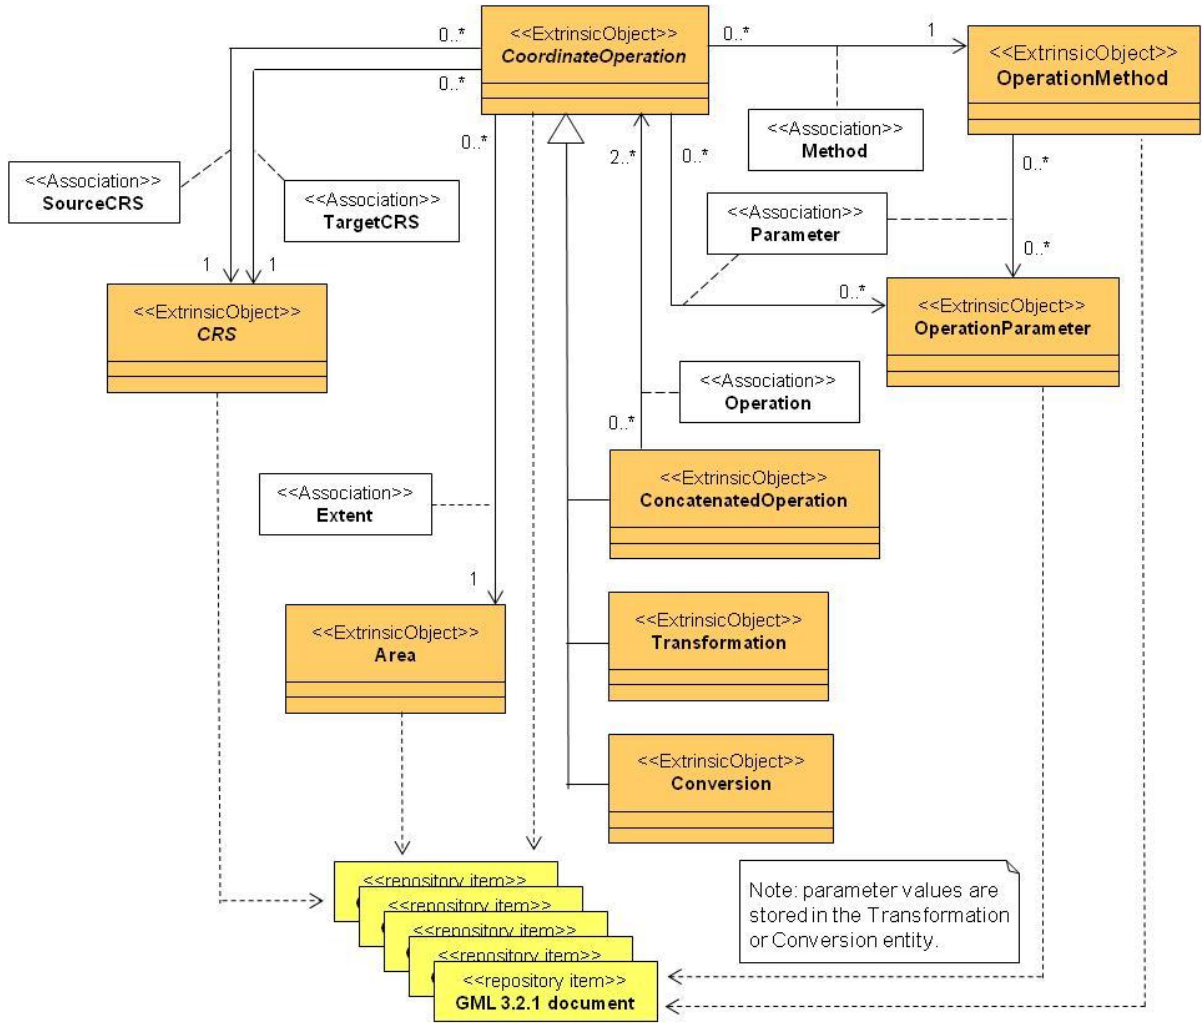 0..*
<<ExtrinsicObject>>
CoordinateOperation
0..*
1
<<ExtrinsicObject>>
OperationMethod
0..*
0..*
2..*
0..*
<<Association>>
Method
0..*
<<Association>>
SourceCRS
<<Association>>
TargetCRS
<<Association>>
Parameter
1
1
0..*
<<ExtrinsicObject>>
CRS
0..*
<<ExtrinsicObject>>
OperationParameter
<<Association>>
Operation
0..*
<<Association>>
Extent
<<ExtrinsicObject>>
ConcatenatedOperation
1
<<ExtrinsicObject>>
Area
<<ExtrinsicObject>>
Transformation
<<ExtrinsicObject>>
Conversion
<<repository item>>
<<repository item>>
<<repository item>>
<<repository item>>
<<repository item>>
GML 3.2.1 document
Note: parameter values are
stored in the Transformation
or Conversion entity.